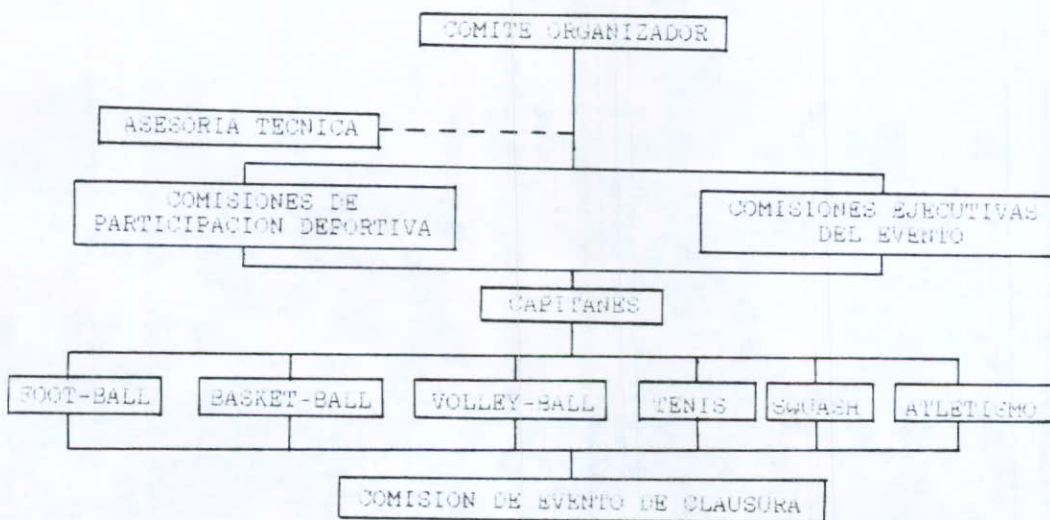 COMITE ORGANIZADOR
ASESORIA TECNICA
COMISIONES DE
PARTICIPACION DEPORTIVA
COMISIONES EJECUTIVAS
DEL EVENTO
CAPITANES
FOOT-BALL
BASKET-BALL
VOLLEY-BALL
TENIS
SQUASH
ATLETISMO
COMISION DE EVENTO DE CLAUSURA